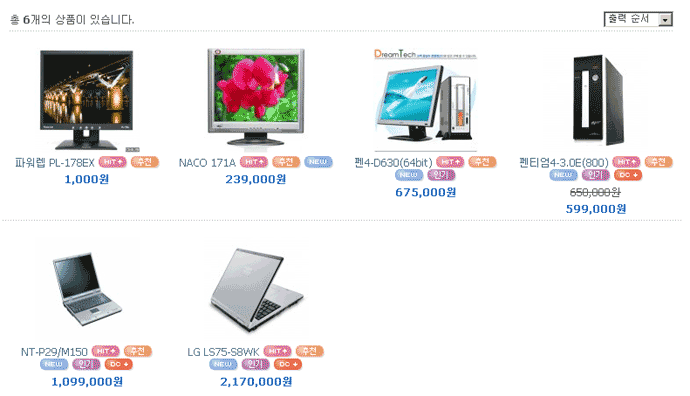 총 6개의 상품이 있습니다.
출력 순서
DreamTech
파워렙 PL-178EX HIT 추천
1,000원
NACO 171A HIT 추천 NEW
239,000원
펜4-D630(64bit) HIT 추천
NEW 인기
675,000원
펜티엄4-3.0E(800) HIT 추천
NEW 인기 DC
650,000원
599,000원
NT-P29/M150 HIT 추천
NEW 인기 DC
1,099,000원
LG LS75-S8WK HIT 추천
NEW 인기 DC
2,170,000원